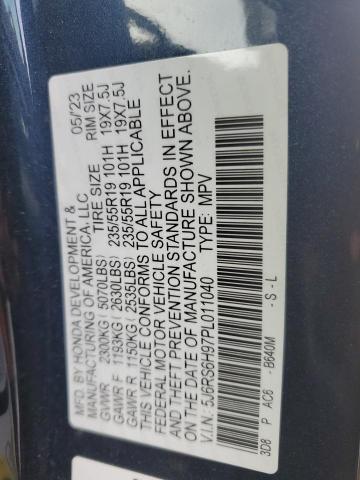 MFD. BY HONDA DEVELOPMENT & 05/23
MANUFACTURING OF AMERICA, LLC
TIRE SIZE RIM SIZE
GVWR 2300KG (5070LBS)
GAWR F 1193KG (2630LBS) 235/55R19 101H 19X7.5J
GAWR R 1150KG (2535LBS) 235/55R19 101H 19X7.5J
THIS VEHICLE CONFORMS TO ALL APPLICABLE
FEDERAL MOTOR VEHICLE SAFETY
AND THEFT PREVENTION STANDARDS IN EFFECT
ON THE DATE OF MANUFACTURE SHOWN ABOVE.
V.I.N: 5J6RS6H97PL011040 TYPE: MPV
3D8 P AC6 -B640M - S - L